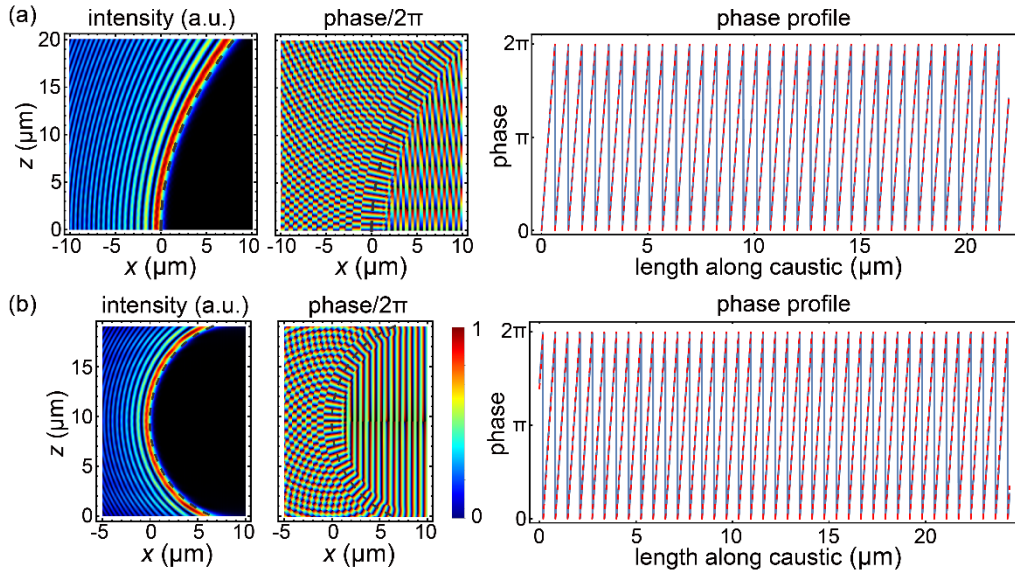 (a)
intensity (a.u.)
phase/2π
phase profile
20
15
10
5
0
z (μm)
-10 -5 0 5 10
x (μm)
-10 -5 0 5 10
x (μm)
2π
π
0
phase
0 5 10 15 20
length along caustic (μm)
(b)
intensity (a.u.)
phase/2π
phase profile
15
10
5
0
z (μm)
-5 0 5 10
x (μm)
-5 0 5 10
x (μm)
1
0
2π
π
0
phase
0 5 10 15 20
length along caustic (μm)